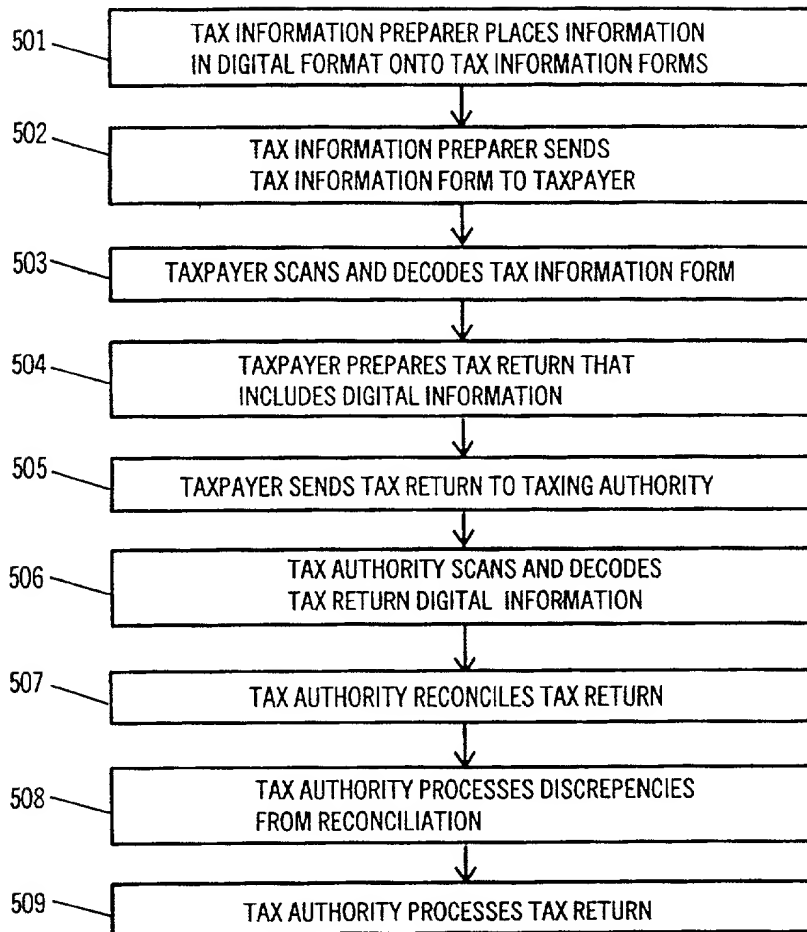 501
TAX INFORMATION PREPARER PLACES INFORMATION
IN DIGITAL FORMAT ONTO TAX INFORMATION FORMS
502
TAX INFORMATION PREPARER SENDS
TAX INFORMATION FORM TO TAXPAYER
503
TAXPAYER SCANS AND DECODES TAX INFORMATION FORM
504
TAXPAYER PREPARES TAX RETURN THAT
INCLUDES DIGITAL INFORMATION
505
TAXPAYER SENDS TAX RETURN TO TAXING AUTHORITY
506
TAX AUTHORITY SCANS AND DECODES
TAX RETURN DIGITAL INFORMATION
507
TAX AUTHORITY RECONCILES TAX RETURN
508
TAX AUTHORITY PROCESSES DISCREPENCIES
FROM RECONCILIATION
509
TAX AUTHORITY PROCESSES TAX RETURN